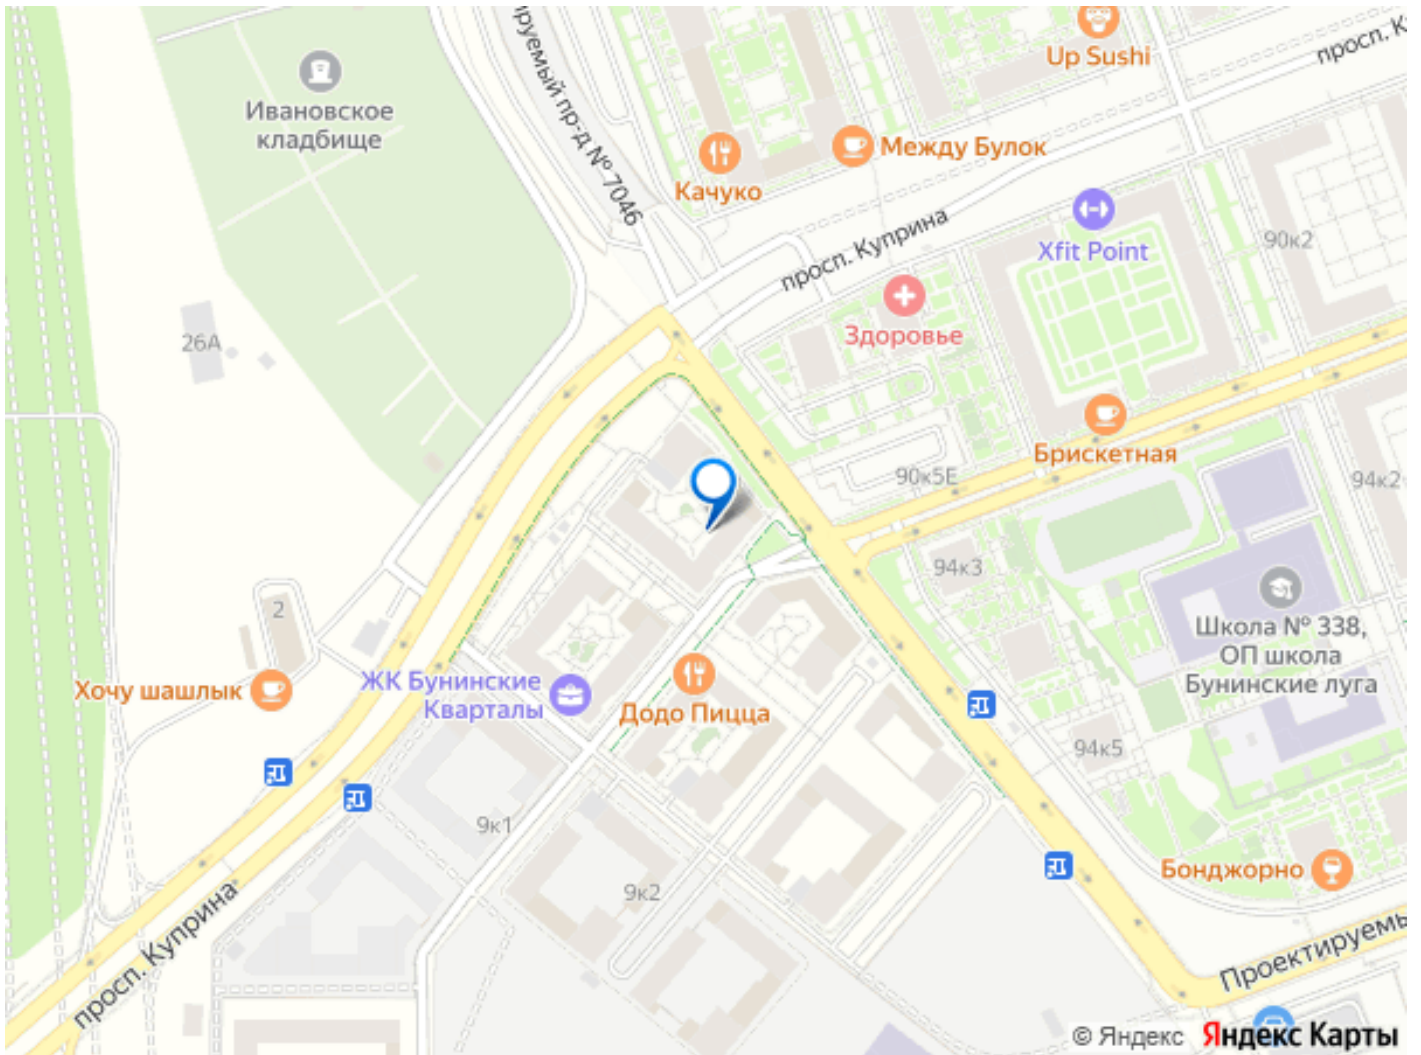 Up Sushi
просп. К
Ивановское
кладбище
руемый пр-д № 7046
Качуко
Между Булок
просп. Куприна
Xfit Point
90к2
Здоровье
26А
Брискетная
90к5Е
94к2
94к3
2
Школа № 338,
ОП школа
Бунинские луга
Хочу шашлык
ЖК Бунинские
Кварталы
Додо Пицца
94к5
9к1
9к2
Бонджорно
просп. Куприна
Проектируемы
© Яндекс Яндекс Карты